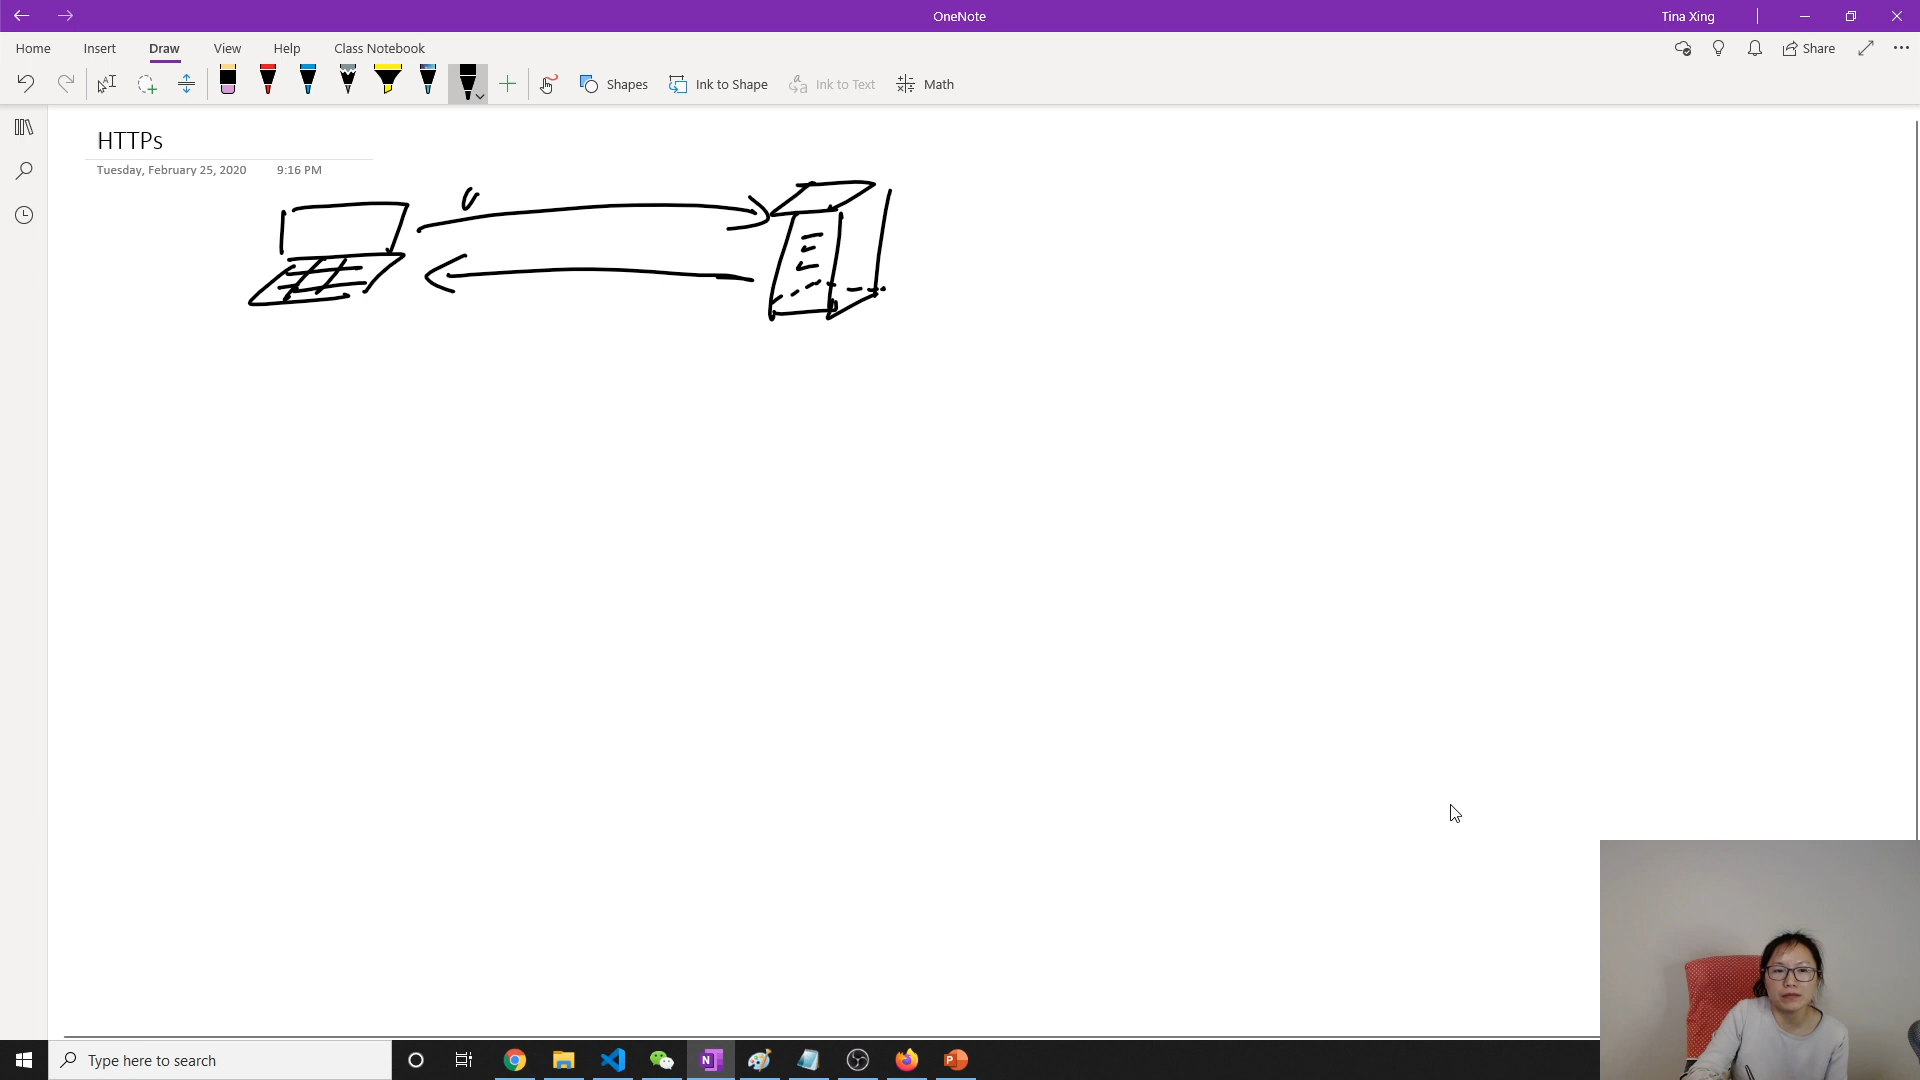 OneNote
Tina Xing
Home Insert Draw View Help Class Notebook
Share
Shapes
Ink to Shape
Ink to Text
Math
HTTPs
Tuesday, February 25, 2020 9:16 PM
Type here to search